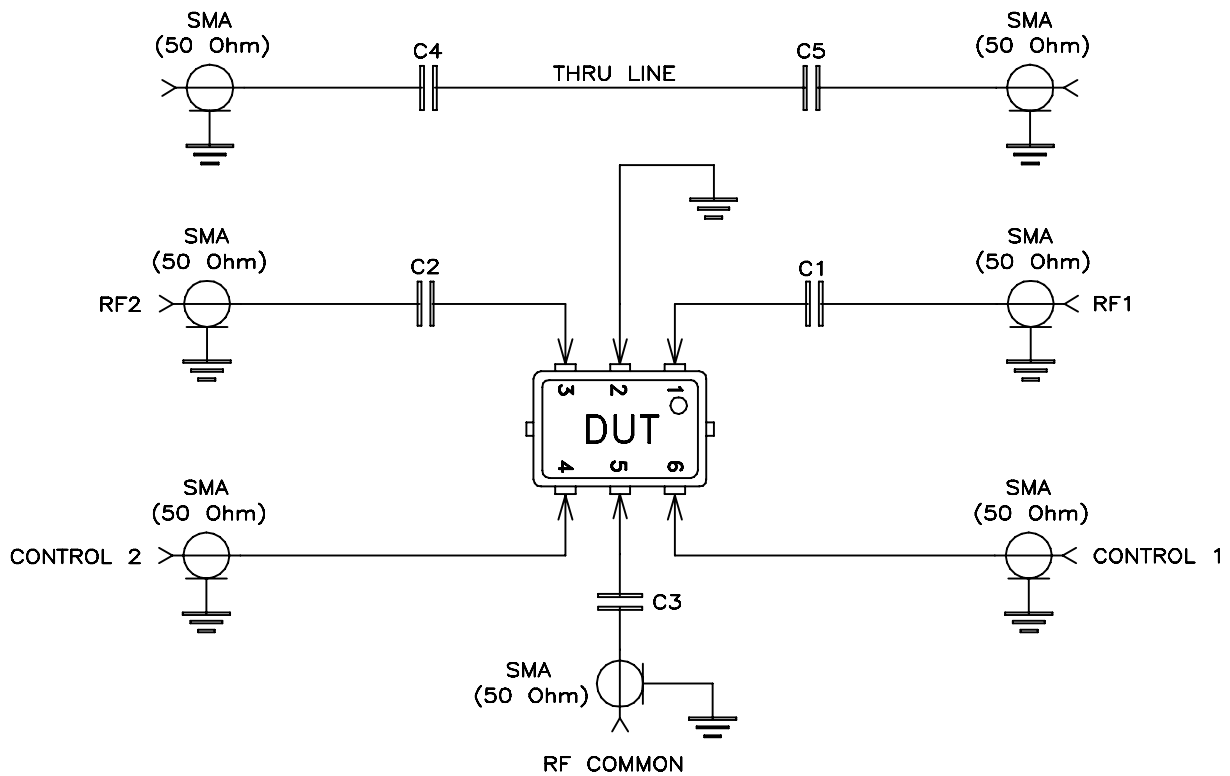 SMA
(50 Ohm)
C4
THRU LINE
C5
SMA
(50 Ohm)
SMA
(50 Ohm)
RF2
C2
C1
SMA
(50 Ohm)
RF1
3
2
1
DUT
4
5
6
SMA
(50 Ohm)
CONTROL 2
SMA
(50 Ohm)
CONTROL 1
C3
SMA
(50 Ohm)
RF COMMON